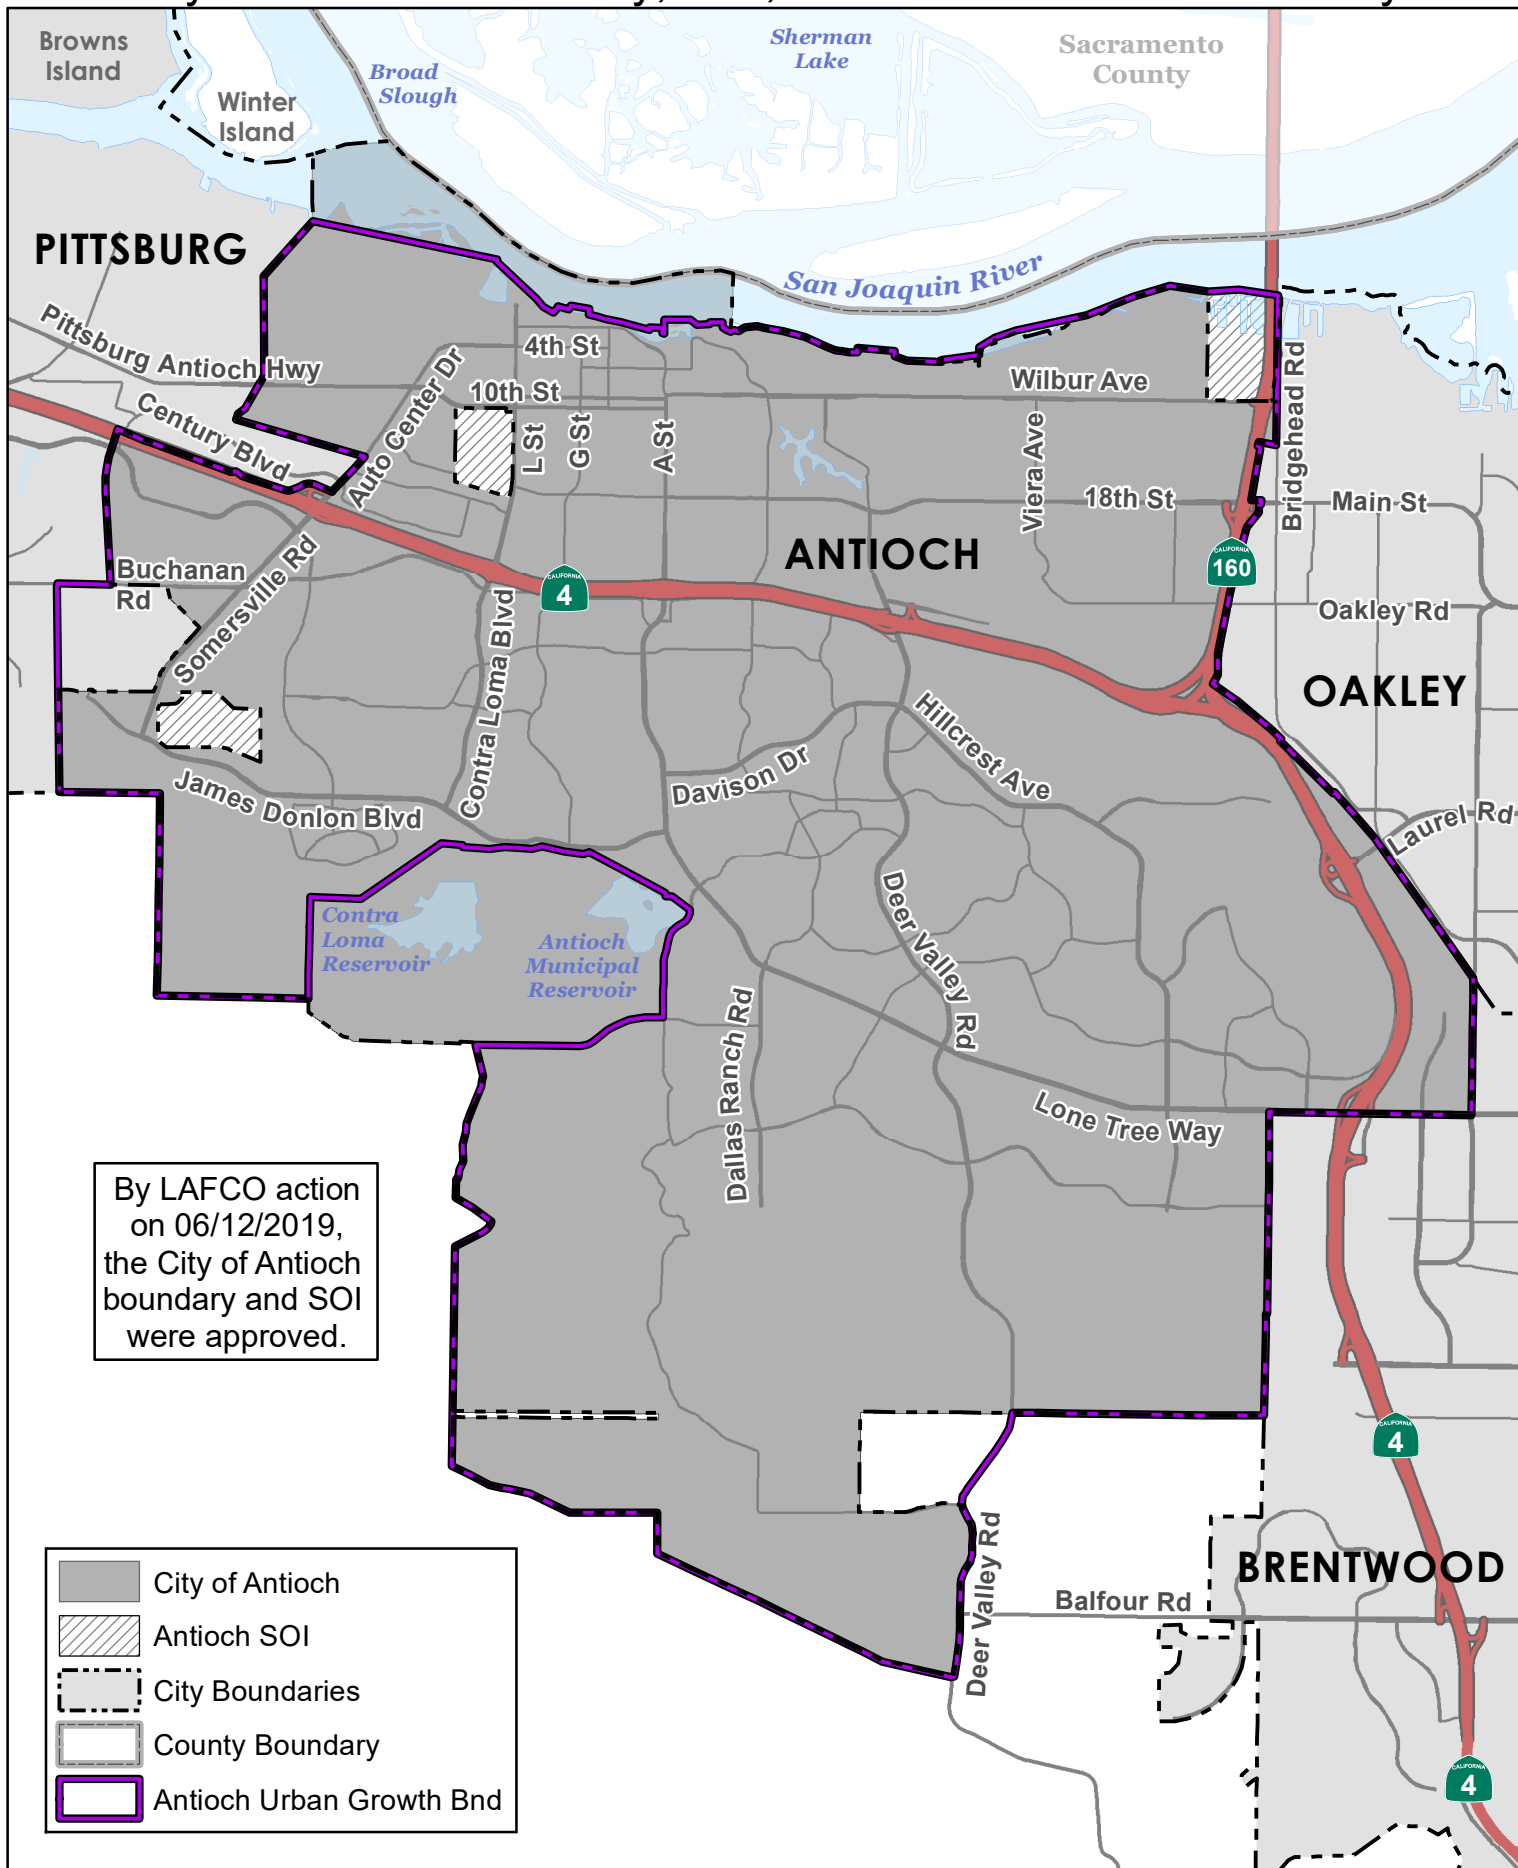 Browns
Island
Winter
Island
Broad
Slough
Sherman
Lake
Sacramento
County
PITTSBURG
San Joaquin River
Pittsburg Antioch Hwy
4th St
10th St
Wilbur Ave
Century Blvd
Auto Center Dr
L St
G St
A St
Viera Ave
18th St
Bridgehead Rd
Main St
ANTIOCH
Buchanan
Rd
Somersville Rd
Contra Loma Blvd
CALIFORNIA
4
CALIFORNIA
160
Oakley Rd
OAKLEY
Hillcrest Ave
Davison Dr
James Donlon Blvd
Laurel Rd
Contra
Loma
Reservoir
Antioch
Municipal
Reservoir
Deer Valley Rd
Dallas Ranch Rd
Lone Tree Way
By LAFCO action
on 06/12/2019,
the City of Antioch
boundary and SOI
were approved.
CALIFORNIA
4
Deer Valley Rd
BRENTWOOD
Balfour Rd
CALIFORNIA
4
City of Antioch
Antioch SOI
City Boundaries
County Boundary
Antioch Urban Growth Bnd